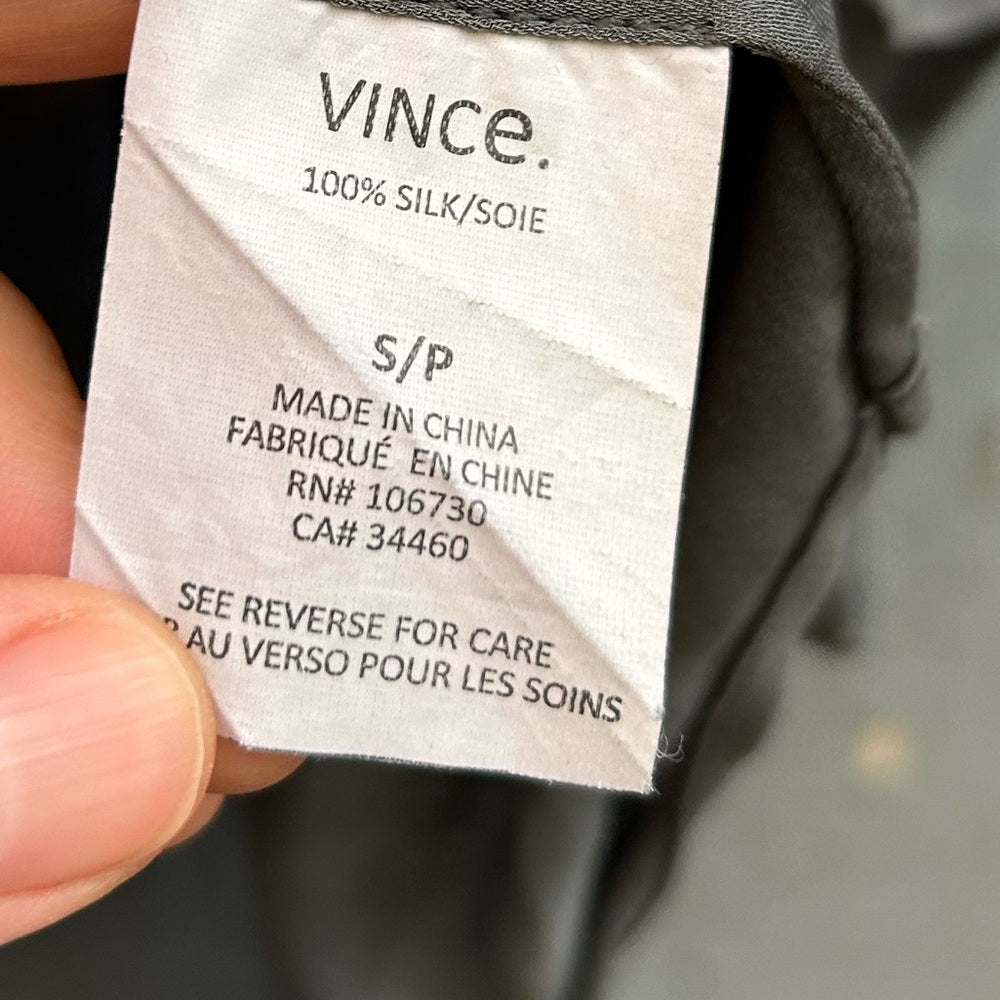 VINCe.
100% SILK/SOIE
S/P
MADE IN CHINA
FABRIQUÉ EN CHINE
RN# 106730
CA# 34460
SEE REVERSE FOR CARE
AU VERSO POUR LES SOINS